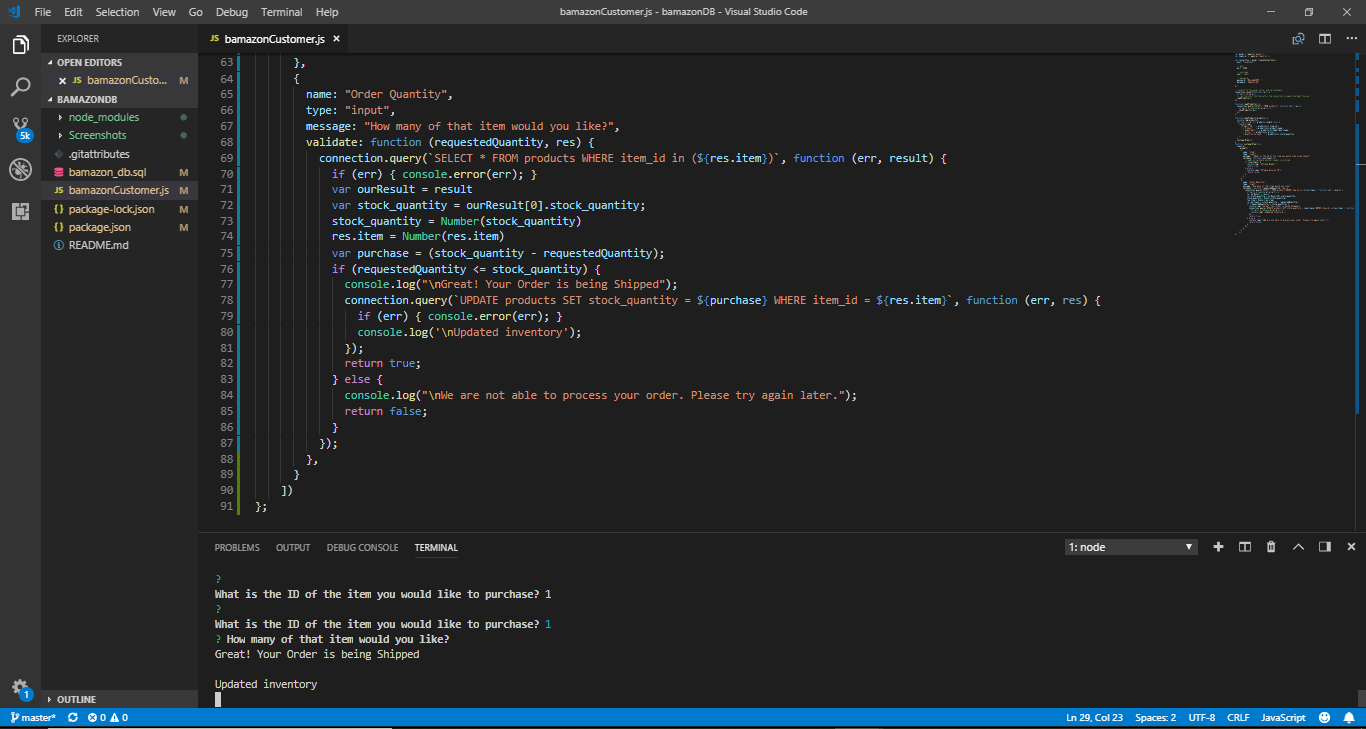 File Edit Selection View Go Debug Terminal Help
bamazonCustomer.js - bamazonDB - Visual Studio Code
EXPLORER
OPEN EDITORS
JS bamazonCusto... M
BAMAZONDB
node_modules
Screenshots
.gitattributes
bamazon_db.sql M
JS bamazonCustomer.js M
{} package-lock.json M
{} package.json M
README.md
OUTLINE
5k
1
JS bamazonCustomer.js
63 },
64 {
65 name: "Order Quantity",
66 type: "input",
67 message: "How many of that item would you like?",
68 validate: function (requestedQuantity, res) {
69 connection.query(`SELECT * FROM products WHERE item_id in (${res.item})`, function (err, result) {
70 if (err) { console.error(err); }
71 var ourResult = result
72 var stock_quantity = ourResult[0].stock_quantity;
73 stock_quantity = Number(stock_quantity)
74 res.item = Number(res.item)
75 var purchase = (stock_quantity - requestedQuantity);
76 if (requestedQuantity <= stock_quantity) {
77 console.log("\nGreat! Your Order is being Shipped");
78 connection.query(`UPDATE products SET stock_quantity = ${purchase} WHERE item_id = ${res.item}`, function (err, res) {
79 if (err) { console.error(err); }
80 console.log('\nUpdated inventory');
81 });
82 return true;
83 } else {
84 console.log("\nWe are not able to process your order. Please try again later.");
85 return false;
86 }
87 });
88 },
89 }
90 ])
91 };
PROBLEMS OUTPUT DEBUG CONSOLE TERMINAL
1: node
?
What is the ID of the item you would like to purchase? 1
?
What is the ID of the item you would like to purchase? 1
? How many of that item would you like?
Great! Your Order is being Shipped
Updated inventory
master* 0 0
Ln 29, Col 23 Spaces: 2 UTF-8 CRLF JavaScript